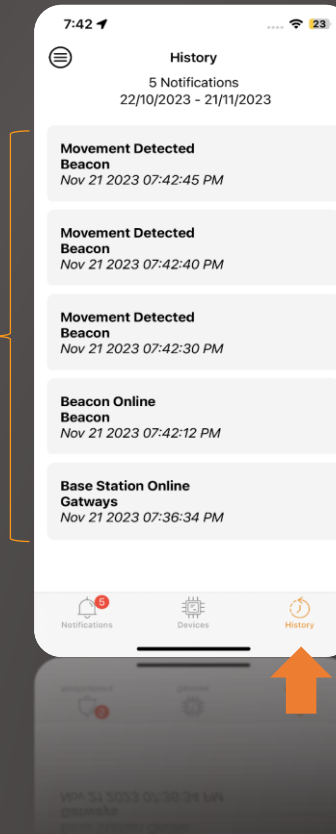 7:42
23
History
5 Notifications
22/10/2023 - 21/11/2023
Movement Detected
Beacon
Nov 21 2023 07:42:45 PM
Movement Detected
Beacon
Nov 21 2023 07:42:40 PM
Movement Detected
Beacon
Nov 21 2023 07:42:30 PM
Beacon Online
Beacon
Nov 21 2023 07:42:12 PM
Base Station Online
Gatways
Nov 21 2023 07:36:34 PM
5
Notifications
Devices
History